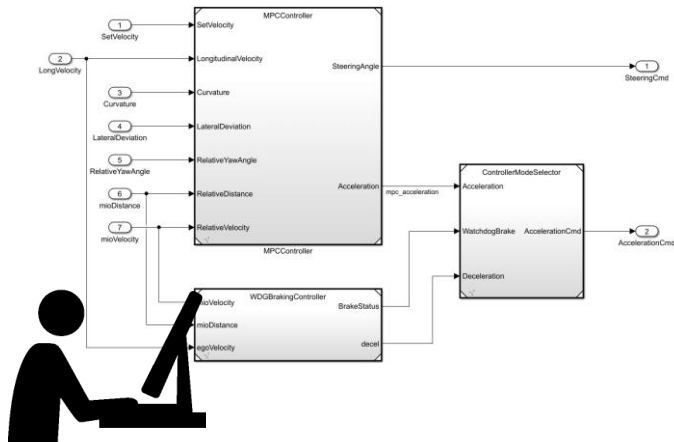 MPCController
1
SetVelocity
SetVelocity
2
LongVelocity
LongitudinalVelocity
SteeringAngle
1
SteeringCmd
3
Curvature
Curvature
4
LateralDeviation
LateralDeviation
5
RelativeYawAngle
RelativeYawAngle
6
mioDistance
RelativeDistance
Acceleration
mpc_acceleration
7
mioVelocity
RelativeVelocity
MPCController
ControllerModeSelector
Acceleration
WatchdogBrake
AccelerationCmd
2
AccelerationCmd
Deceleration
WDGBrakingController
mioVelocity
BrakeStatus
mioDistance
egoVelocity
decel